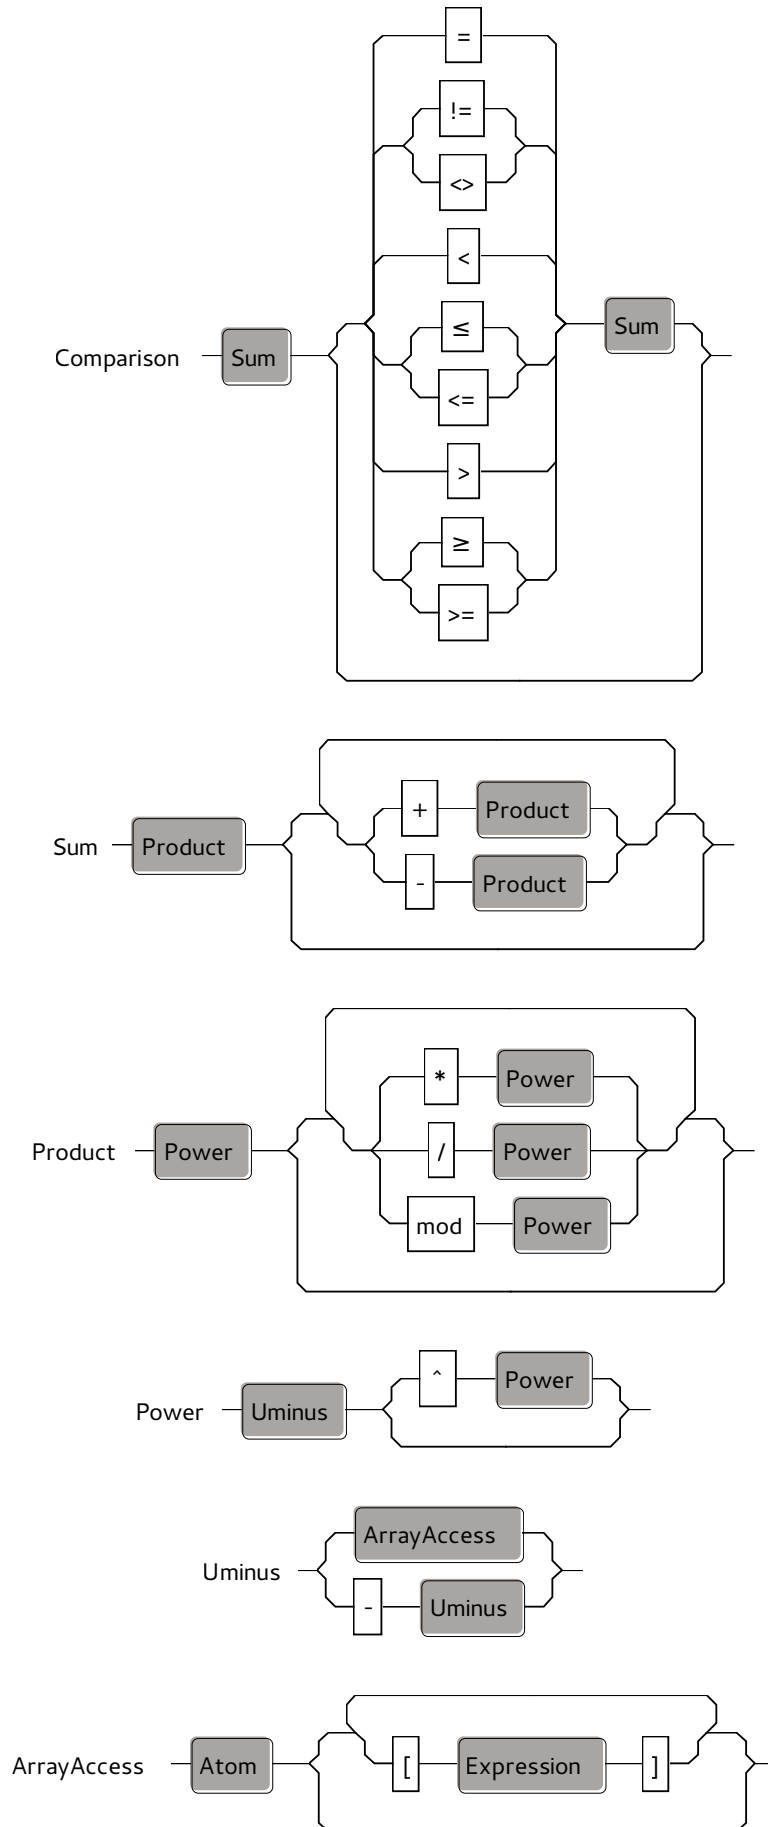 =
!=
<>
<
≤
Comparison Sum Sum
<=
>
≥
>=
+ Product
Sum Product
- Product
* Power
Product Power / Power
mod Power
^ Power
Power Uminus
ArrayAccess
Uminus
- Uminus
ArrayAccess Atom [ Expression ]